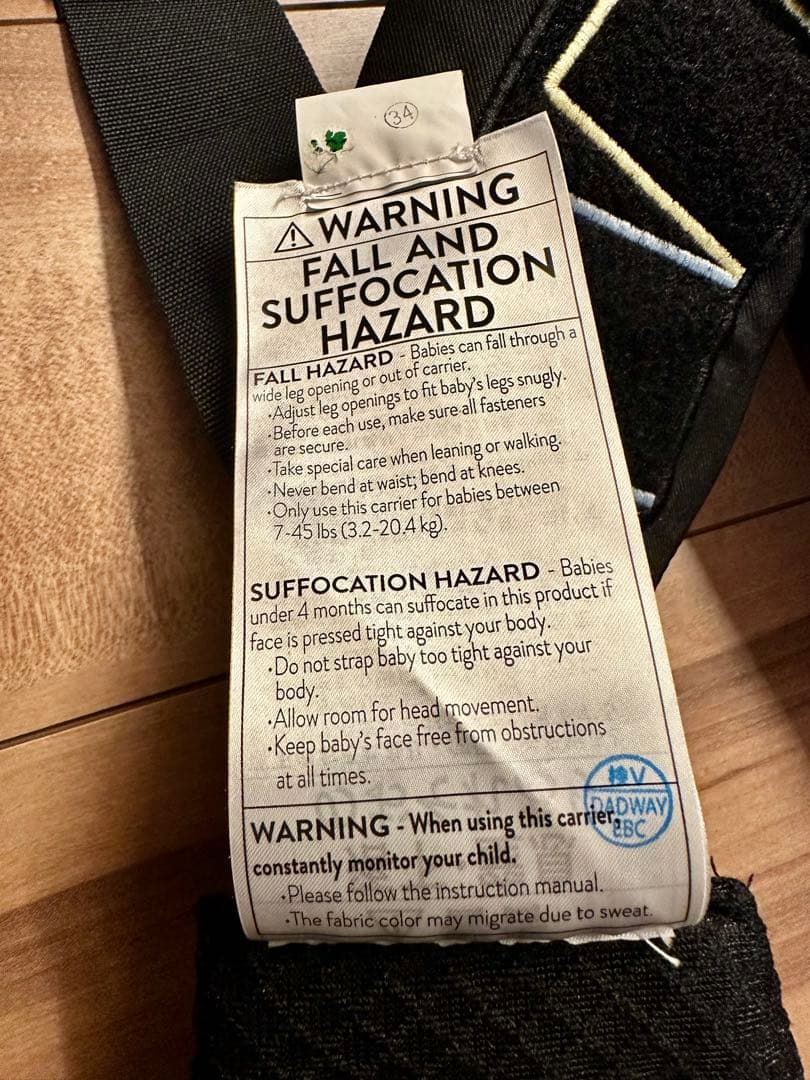 34
WARNING
FALL AND
SUFFOCATION
HAZARD
FALL HAZARD - Babies can fall through a
wide leg opening or out of carrier.
·Adjust leg openings to fit baby's legs snugly.
·Before each use, make sure all fasteners
are secure.
·Take special care when leaning or walking.
·Never bend at waist; bend at knees.
·Only use this carrier for babies between
7-45 lbs (3.2-20.4 kg).
SUFFOCATION HAZARD - Babies
under 4 months can suffocate in this product if
face is pressed tight against your body.
·Do not strap baby too tight against your
body.
·Allow room for head movement.
·Keep baby's face free from obstructions
at all times.
V
DADWAY
EBC
WARNING - When using this carrier,
constantly monitor your child.
·Please follow the instruction manual.
·The fabric color may migrate due to sweat.